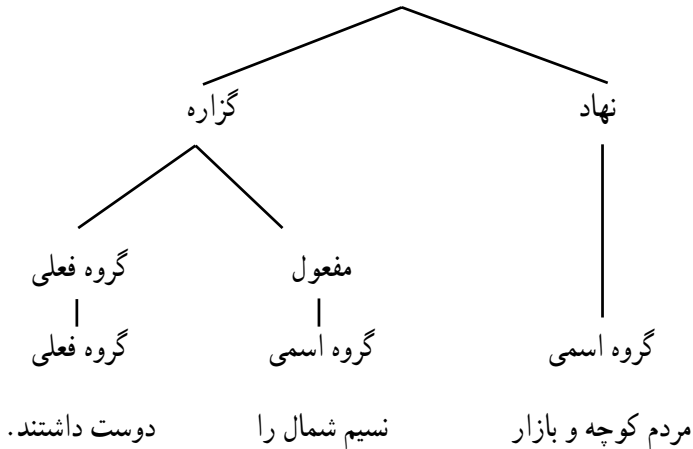 نهاد گزاره
مفعول گروه فعلی
گروه اسمی گروه اسمی گروه فعلی
مردم کوچه و بازار نسیم شمال را دوست داشتند.